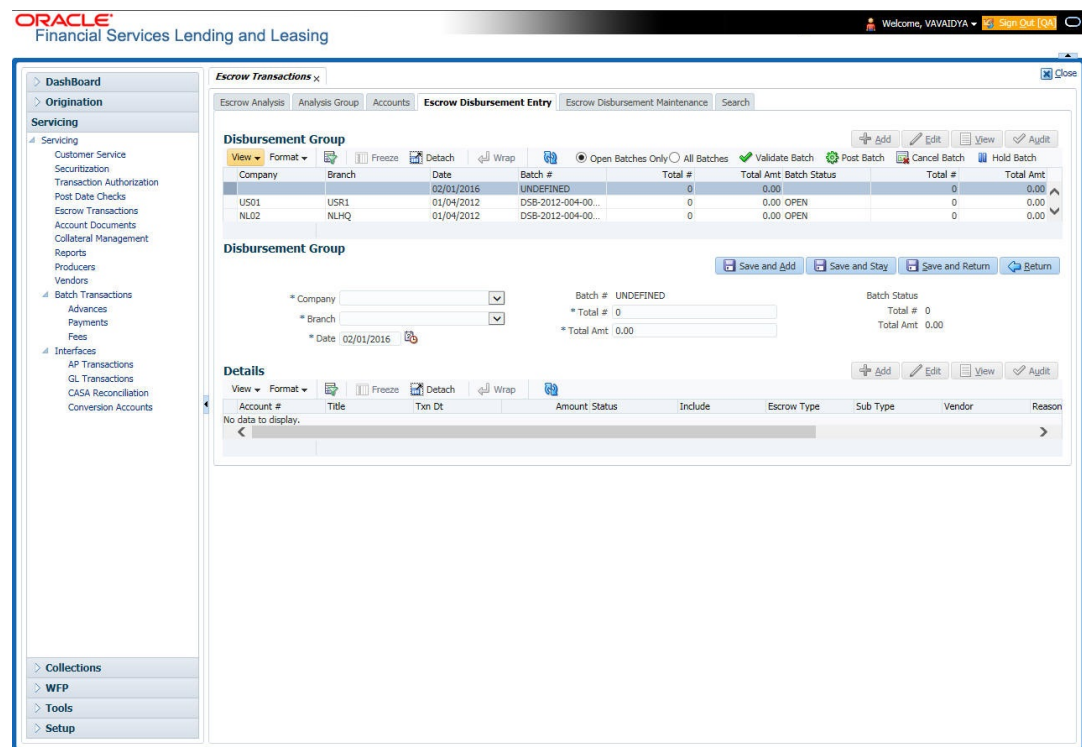 ORACLE
Financial Services Lending and Leasing
Welcome, VAVAIDYA Sign Out [QA]
Close
DashBoard
Origination
Servicing
Servicing
Customer Service
Securitization
Transaction Authorization
Post Date Checks
Escrow Transactions
Account Documents
Collateral Management
Reports
Producers
Vendors
Batch Transactions
Advances
Payments
Fees
Interfaces
AP Transactions
GL Transactions
CASA Reconciliation
Conversion Accounts
Collections
WFP
Tools
Setup
Escrow Transactions x
Escrow Analysis Analysis Group Accounts Escrow Disbursement Entry Escrow Disbursement Maintenance Search
Disbursement Group
Add Edit View Audit
View Format Freeze Detach Wrap Open Batches Only All Batches Validate Batch Post Batch Cancel Batch Hold Batch
Company Branch Date Batch # Total # Total Amt Batch Status Total # Total Amt
02/01/2016 UNDEFINED 0 0.00 0 0.00
US01 USR1 01/04/2012 DSB-2012-004-00... 0 0.00 OPEN 0 0.00
NL02 NLHQ 01/04/2012 DSB-2012-004-00... 0 0.00 OPEN 0 0.00
Disbursement Group
Save and Add Save and Stay Save and Return Return
* Company
* Branch
* Date 02/01/2016
Batch # UNDEFINED
* Total # 0
* Total Amt 0.00
Batch Status
Total # 0
Total Amt 0.00
Details
Add Edit View Audit
View Format Freeze Detach Wrap
Account # Title Txn Dt Amount Status Include Escrow Type Sub Type Vendor Reason
No data to display.